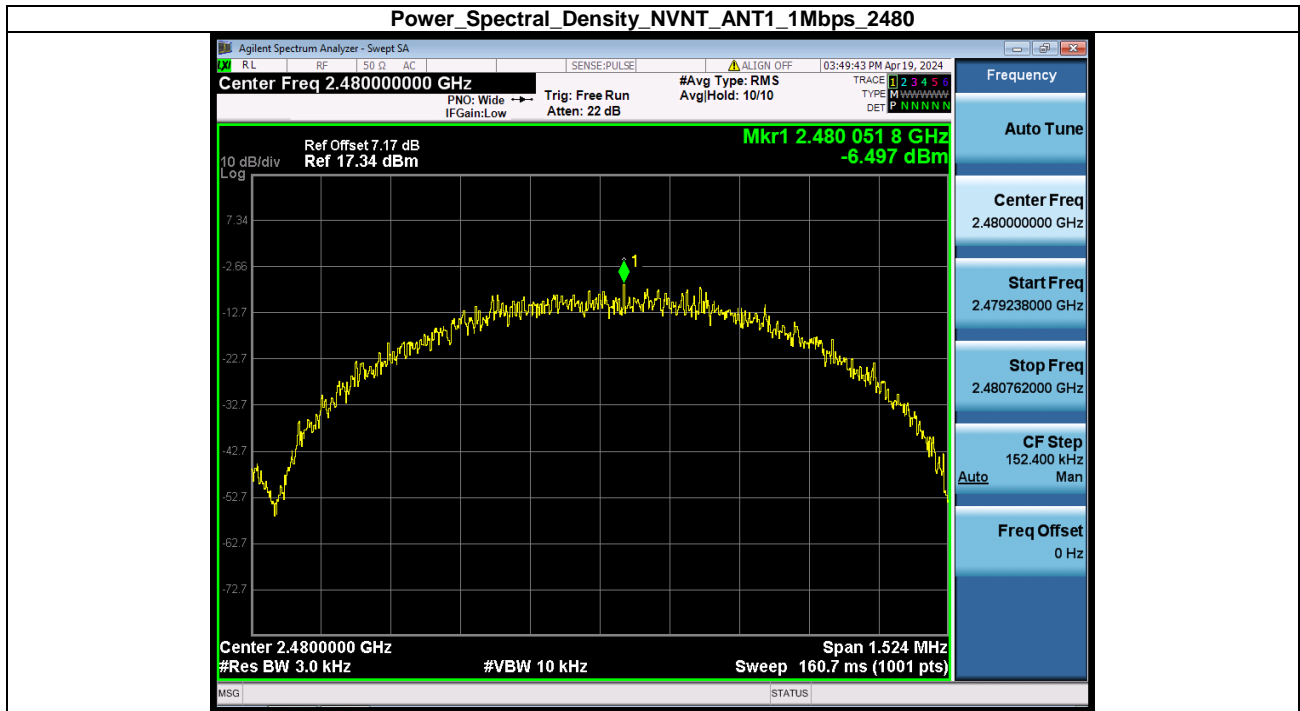 Power_Spectral_Density_NVNT_ANT1_1Mbps_2480
Agilent Spectrum Analyzer - Swept SA
LXI RL RF 50 Ω AC SENSE:PULSE ALIGN OFF 03:49:43 PM Apr 19, 2024
Center Freq 2.480000000 GHz
PNO: Wide
IFGain:Low
Trig: Free Run
Atten: 22 dB
#Avg Type: RMS
Avg|Hold: 10/10
TRACE 1 2 3 4 5 6
TYPE M WWWWW
DET P N N N N N
Mkr1 2.480 051 8 GHz
-6.497 dBm
Ref Offset 7.17 dB
10 dB/div Ref 17.34 dBm
Log
7.34
-2.66
-12.7
-22.7
-32.7
-42.7
-52.7
-62.7
-72.7
1
Center 2.4800000 GHz Span 1.524 MHz
#Res BW 3.0 kHz #VBW 10 kHz Sweep 160.7 ms (1001 pts)
MSG STATUS
Frequency
Auto Tune
Center Freq
2.480000000 GHz
Start Freq
2.479238000 GHz
Stop Freq
2.480762000 GHz
CF Step
152.400 kHz
Auto Man
Freq Offset
0 Hz